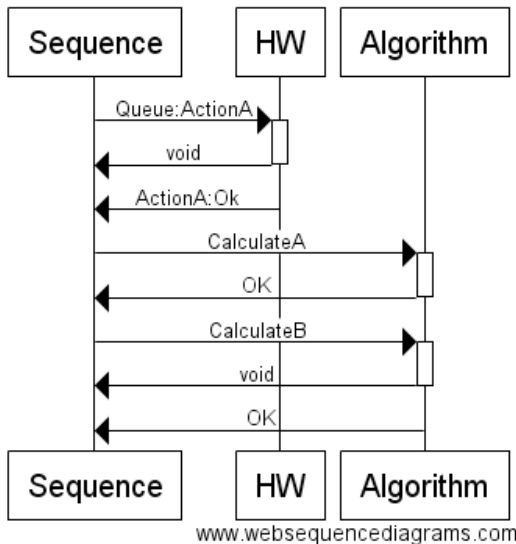 Sequence HW Algorithm
Queue:ActionA
void
ActionA:Ok
CalculateA
OK
CalculateB
void
OK
Sequence HW Algorithm
www.websequencediagrams.com